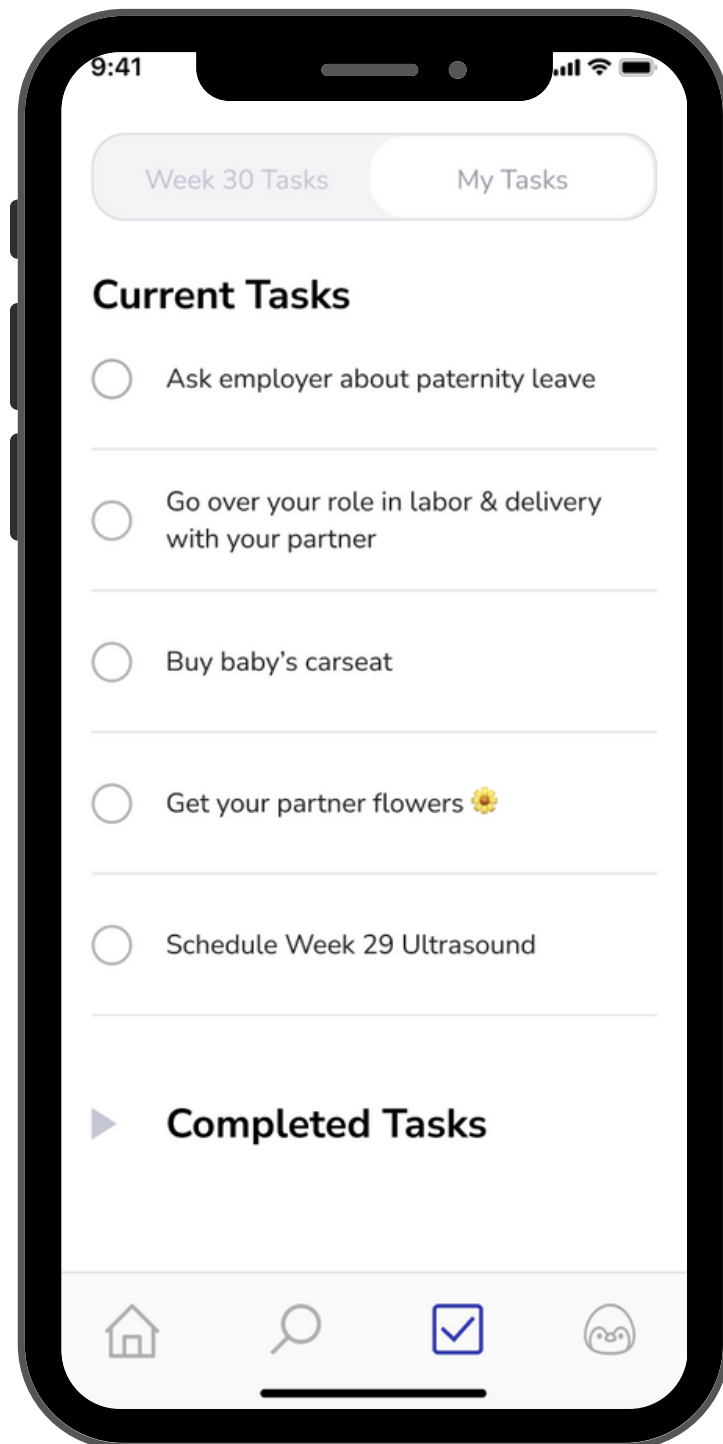 9:41
Week 30 Tasks
My Tasks
Current Tasks
Ask employer about paternity leave
Go over your role in labor & delivery
with your partner
Buy baby’s carseat
Get your partner flowers 🌼
Schedule Week 29 Ultrasound
Completed Tasks